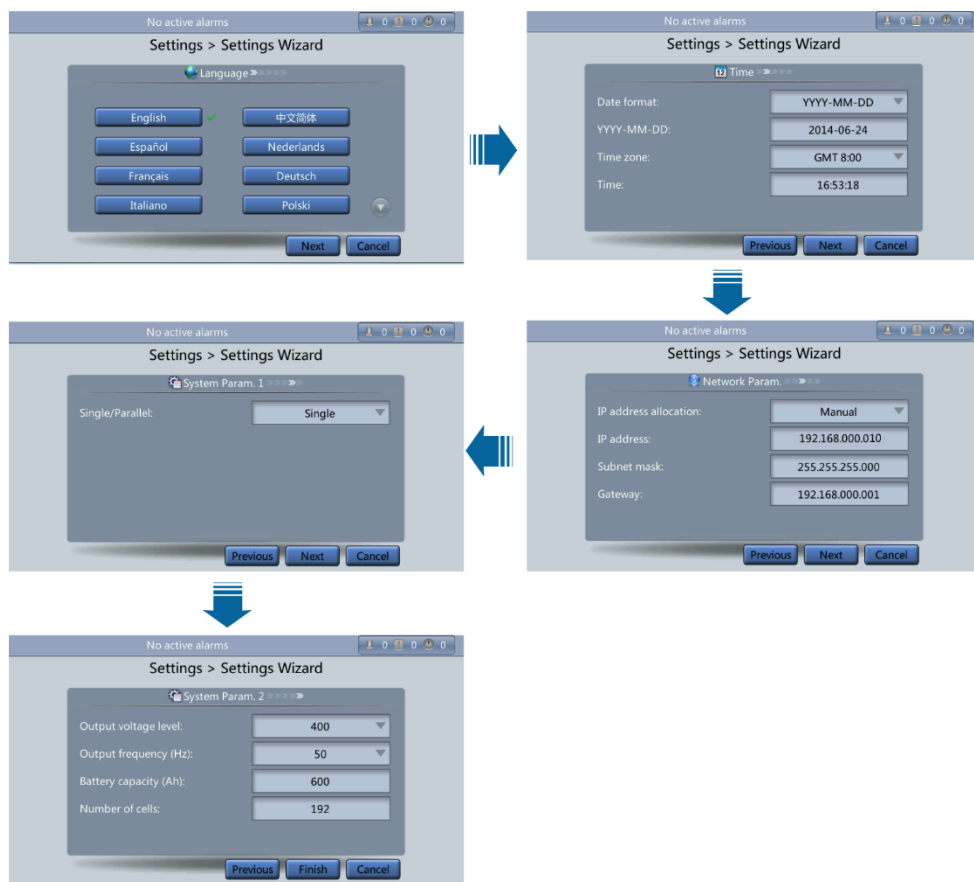 No active alarms 0 0 0
Settings > Settings Wizard
Language
English 中文简体
Español Nederlands
Français Deutsch
Italiano Polski
Next Cancel
No active alarms 0 0 0
Settings > Settings Wizard
12 Time
Date format: YYYY-MM-DD
YYYY-MM-DD: 2014-06-24
Time zone: GMT 8:00
Time: 16:53:18
Previous Next Cancel
No active alarms 0 0 0
Settings > Settings Wizard
Network Param.
IP address allocation: Manual
IP address: 192.168.000.010
Subnet mask: 255.255.255.000
Gateway: 192.168.000.001
Previous Next Cancel
No active alarms 0 0 0
Settings > Settings Wizard
System Param. 1
Single/Parallel: Single
Previous Next Cancel
No active alarms 0 0 0
Settings > Settings Wizard
System Param. 2
Output voltage level: 400
Output frequency (Hz): 50
Battery capacity (Ah): 600
Number of cells: 192
Previous Finish Cancel